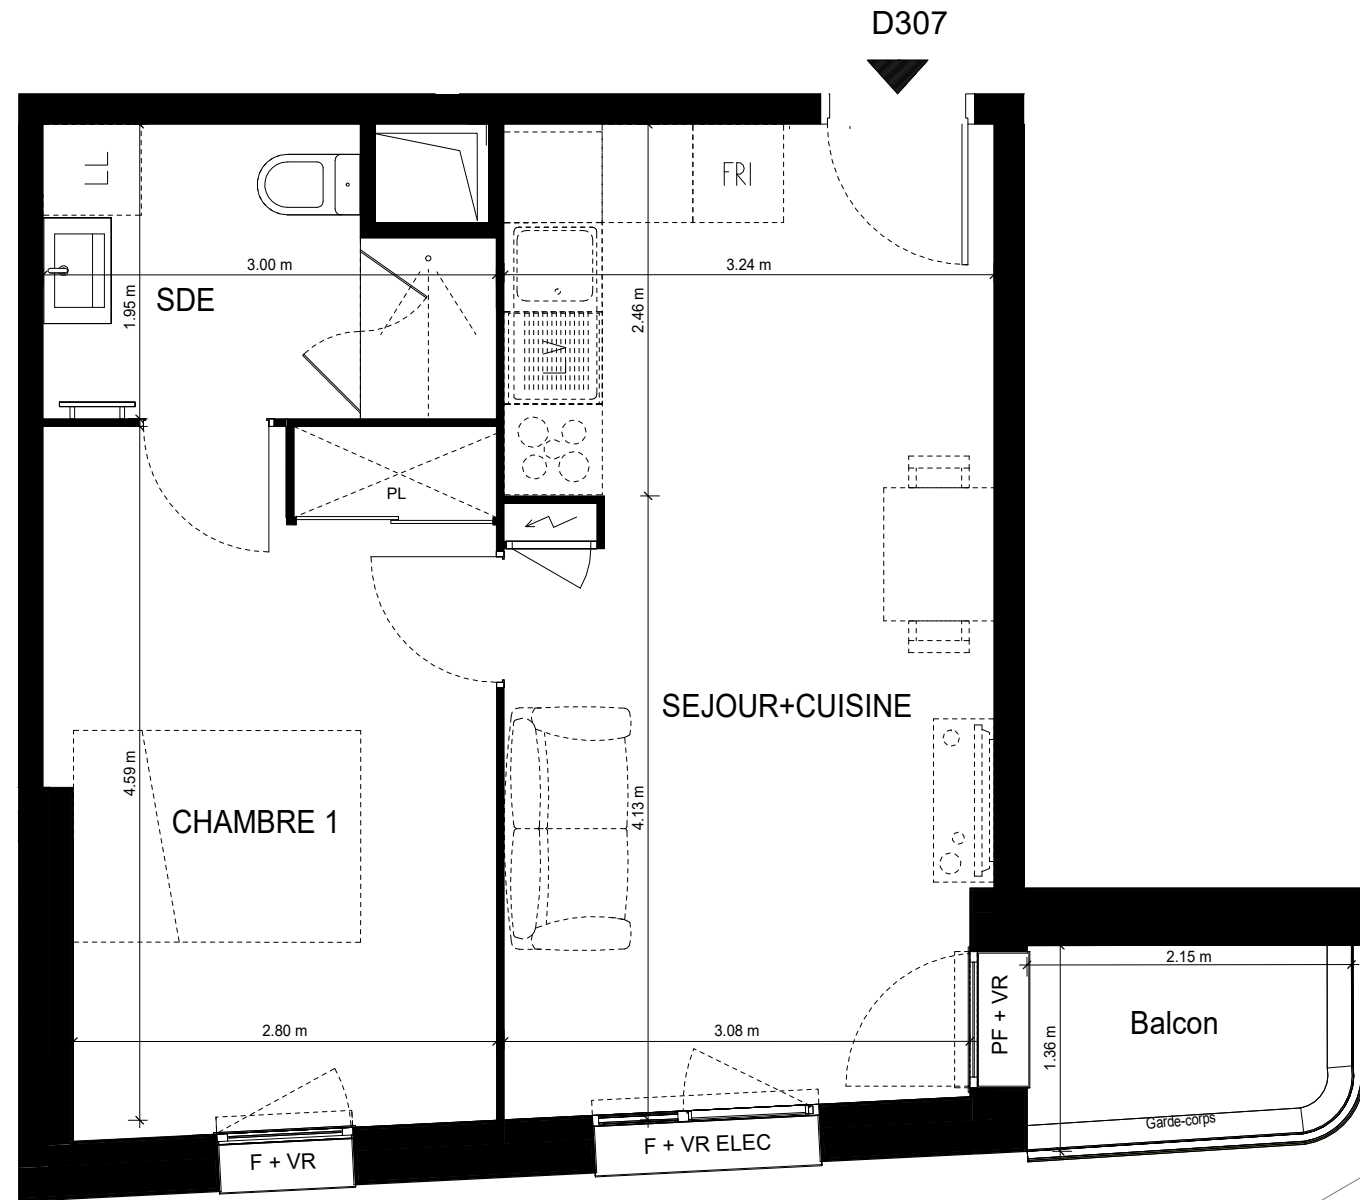 D307
LL
FRI
3.00 m
3.24 m
SDE
1.95 m
2.46 m
LV
PL
SEJOUR+CUISINE
4.59 m
4.13 m
CHAMBRE 1
2.15 m
PF + VR
Balcon
2.80 m
3.08 m
1.36 m
Garde-corps
F + VR
F + VR ELEC